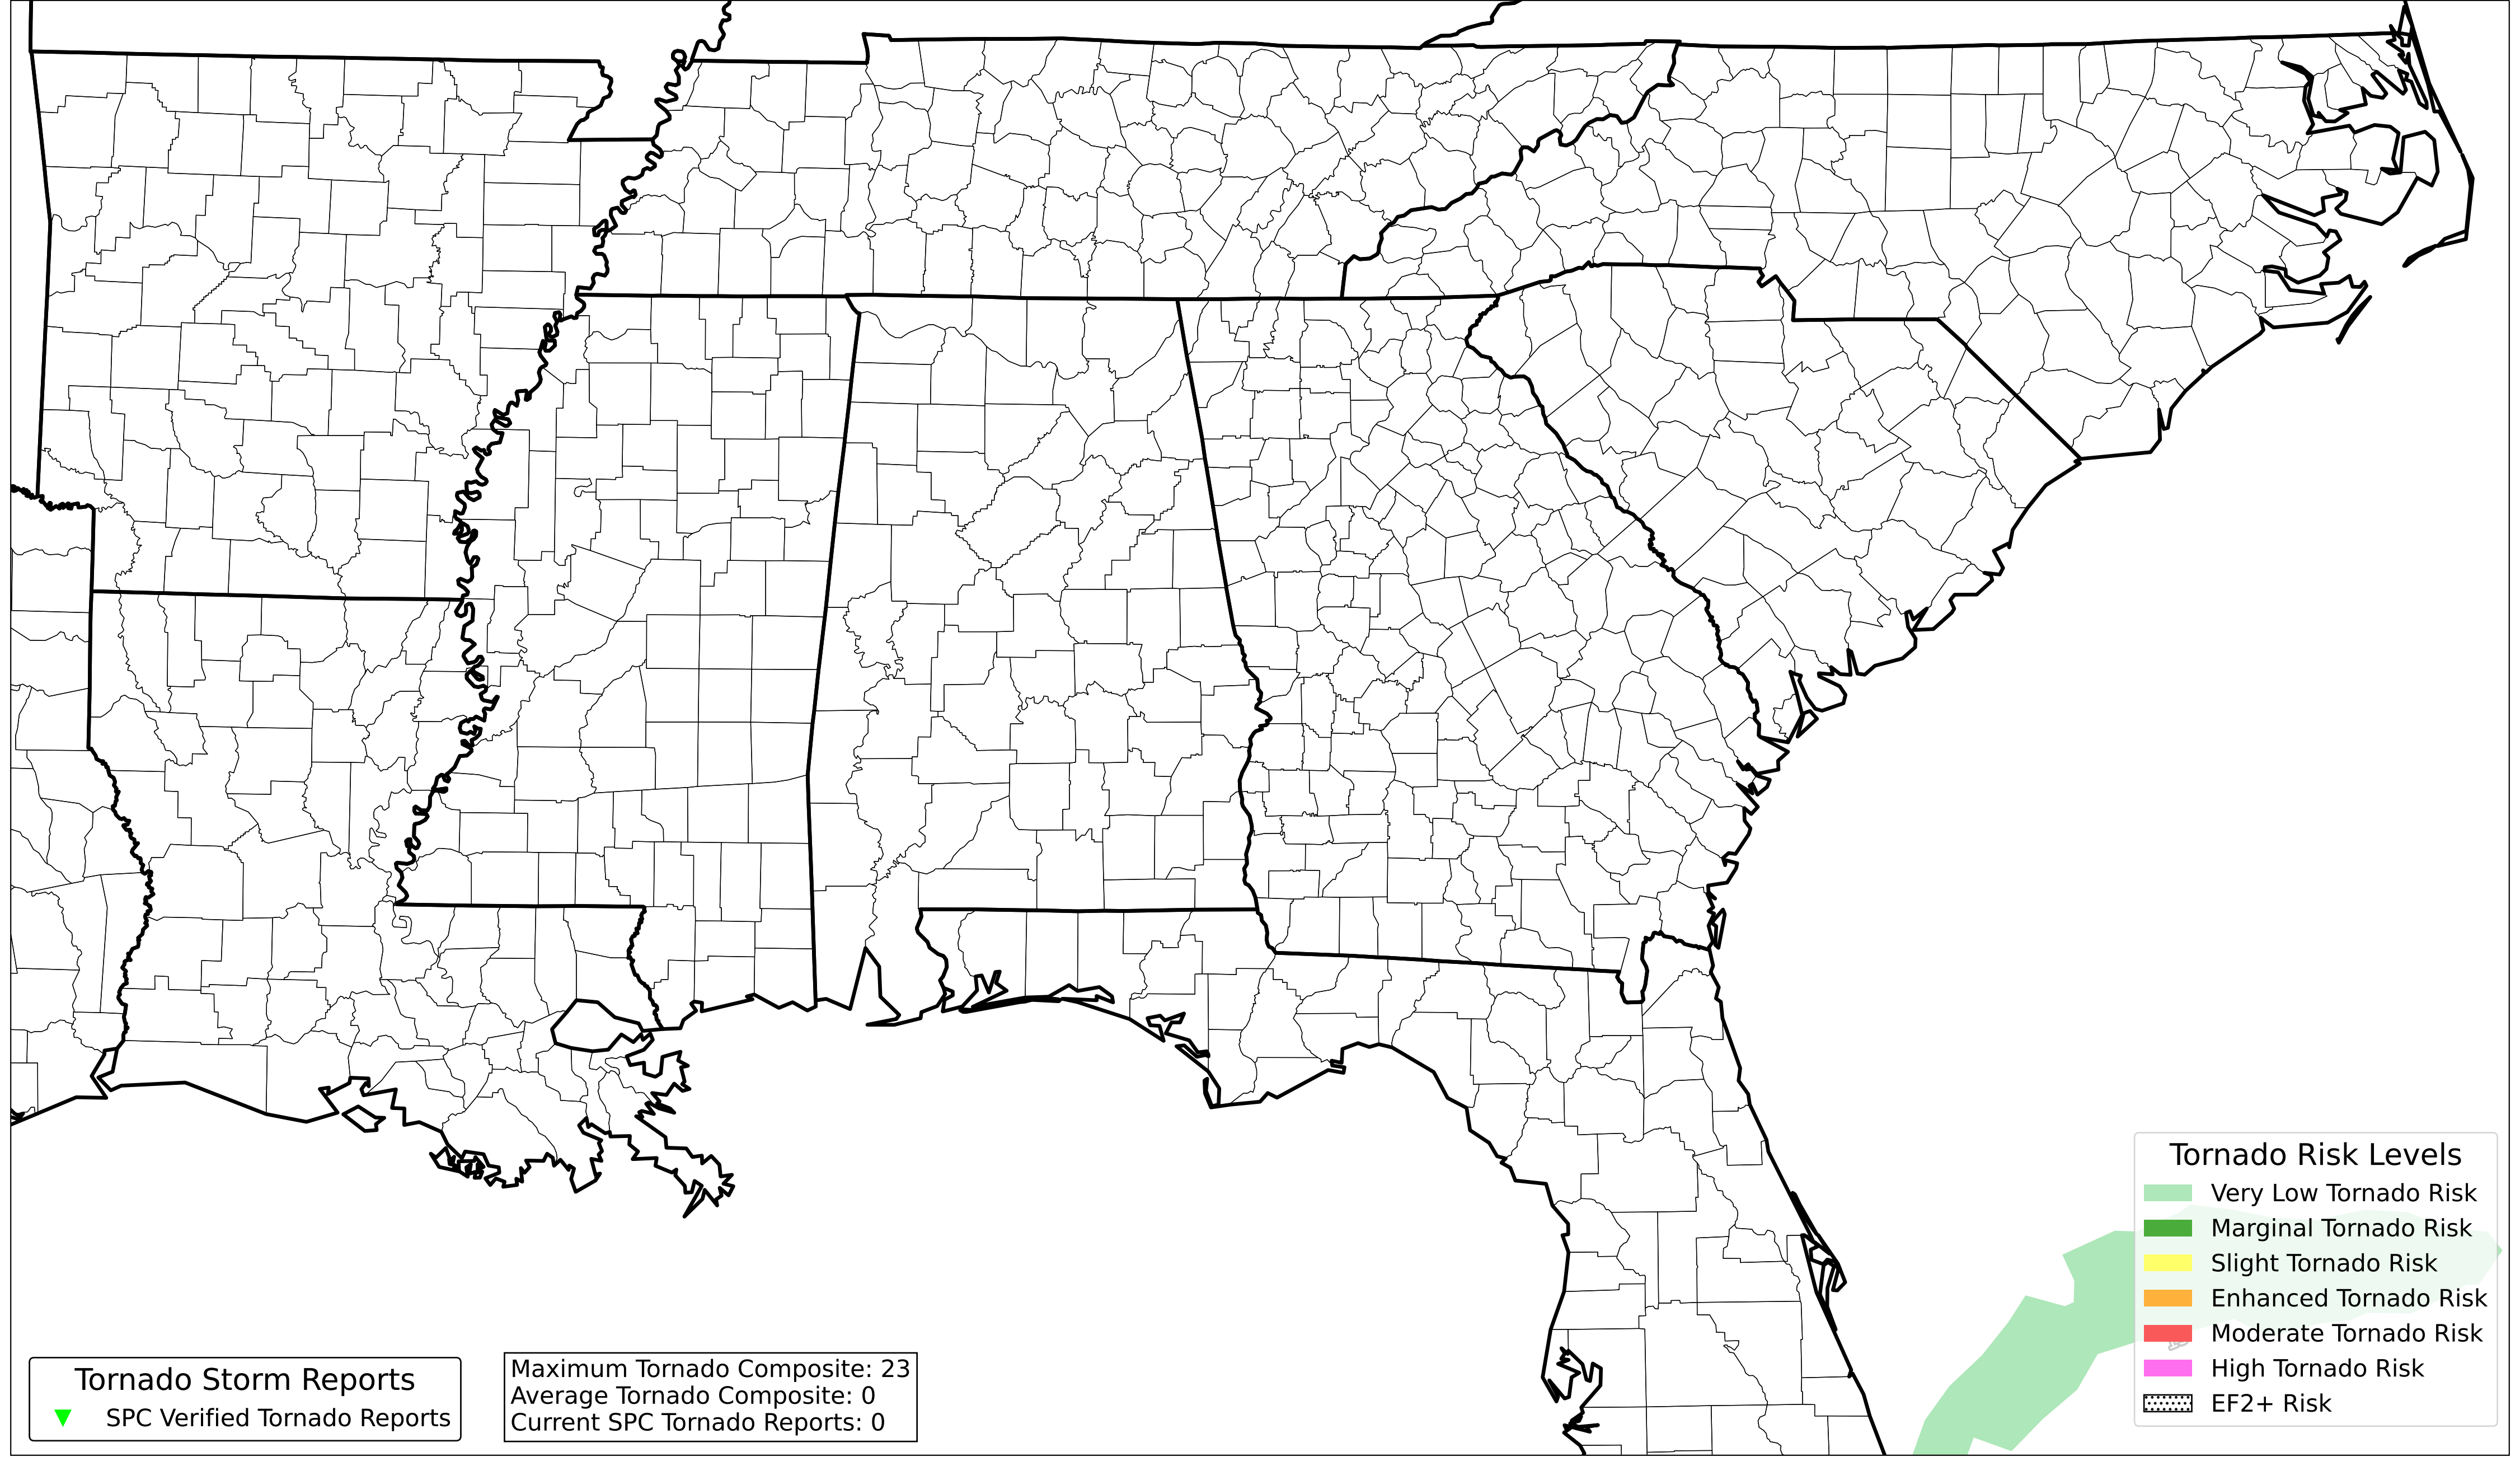 Tornado Risk Levels
Very Low Tornado Risk
Marginal Tornado Risk
Slight Tornado Risk
Enhanced Tornado Risk
Moderate Tornado Risk
High Tornado Risk
EF2+ Risk
Tornado Storm Reports
SPC Verified Tornado Reports
Maximum Tornado Composite: 23
Average Tornado Composite: 0
Current SPC Tornado Reports: 0